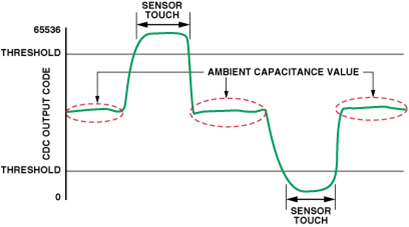 SENSOR
TOUCH
65536
THRESHOLD
AMBIENT CAPACITANCE VALUE
CDC OUTPUT CODE
THRESHOLD
0
SENSOR
TOUCH